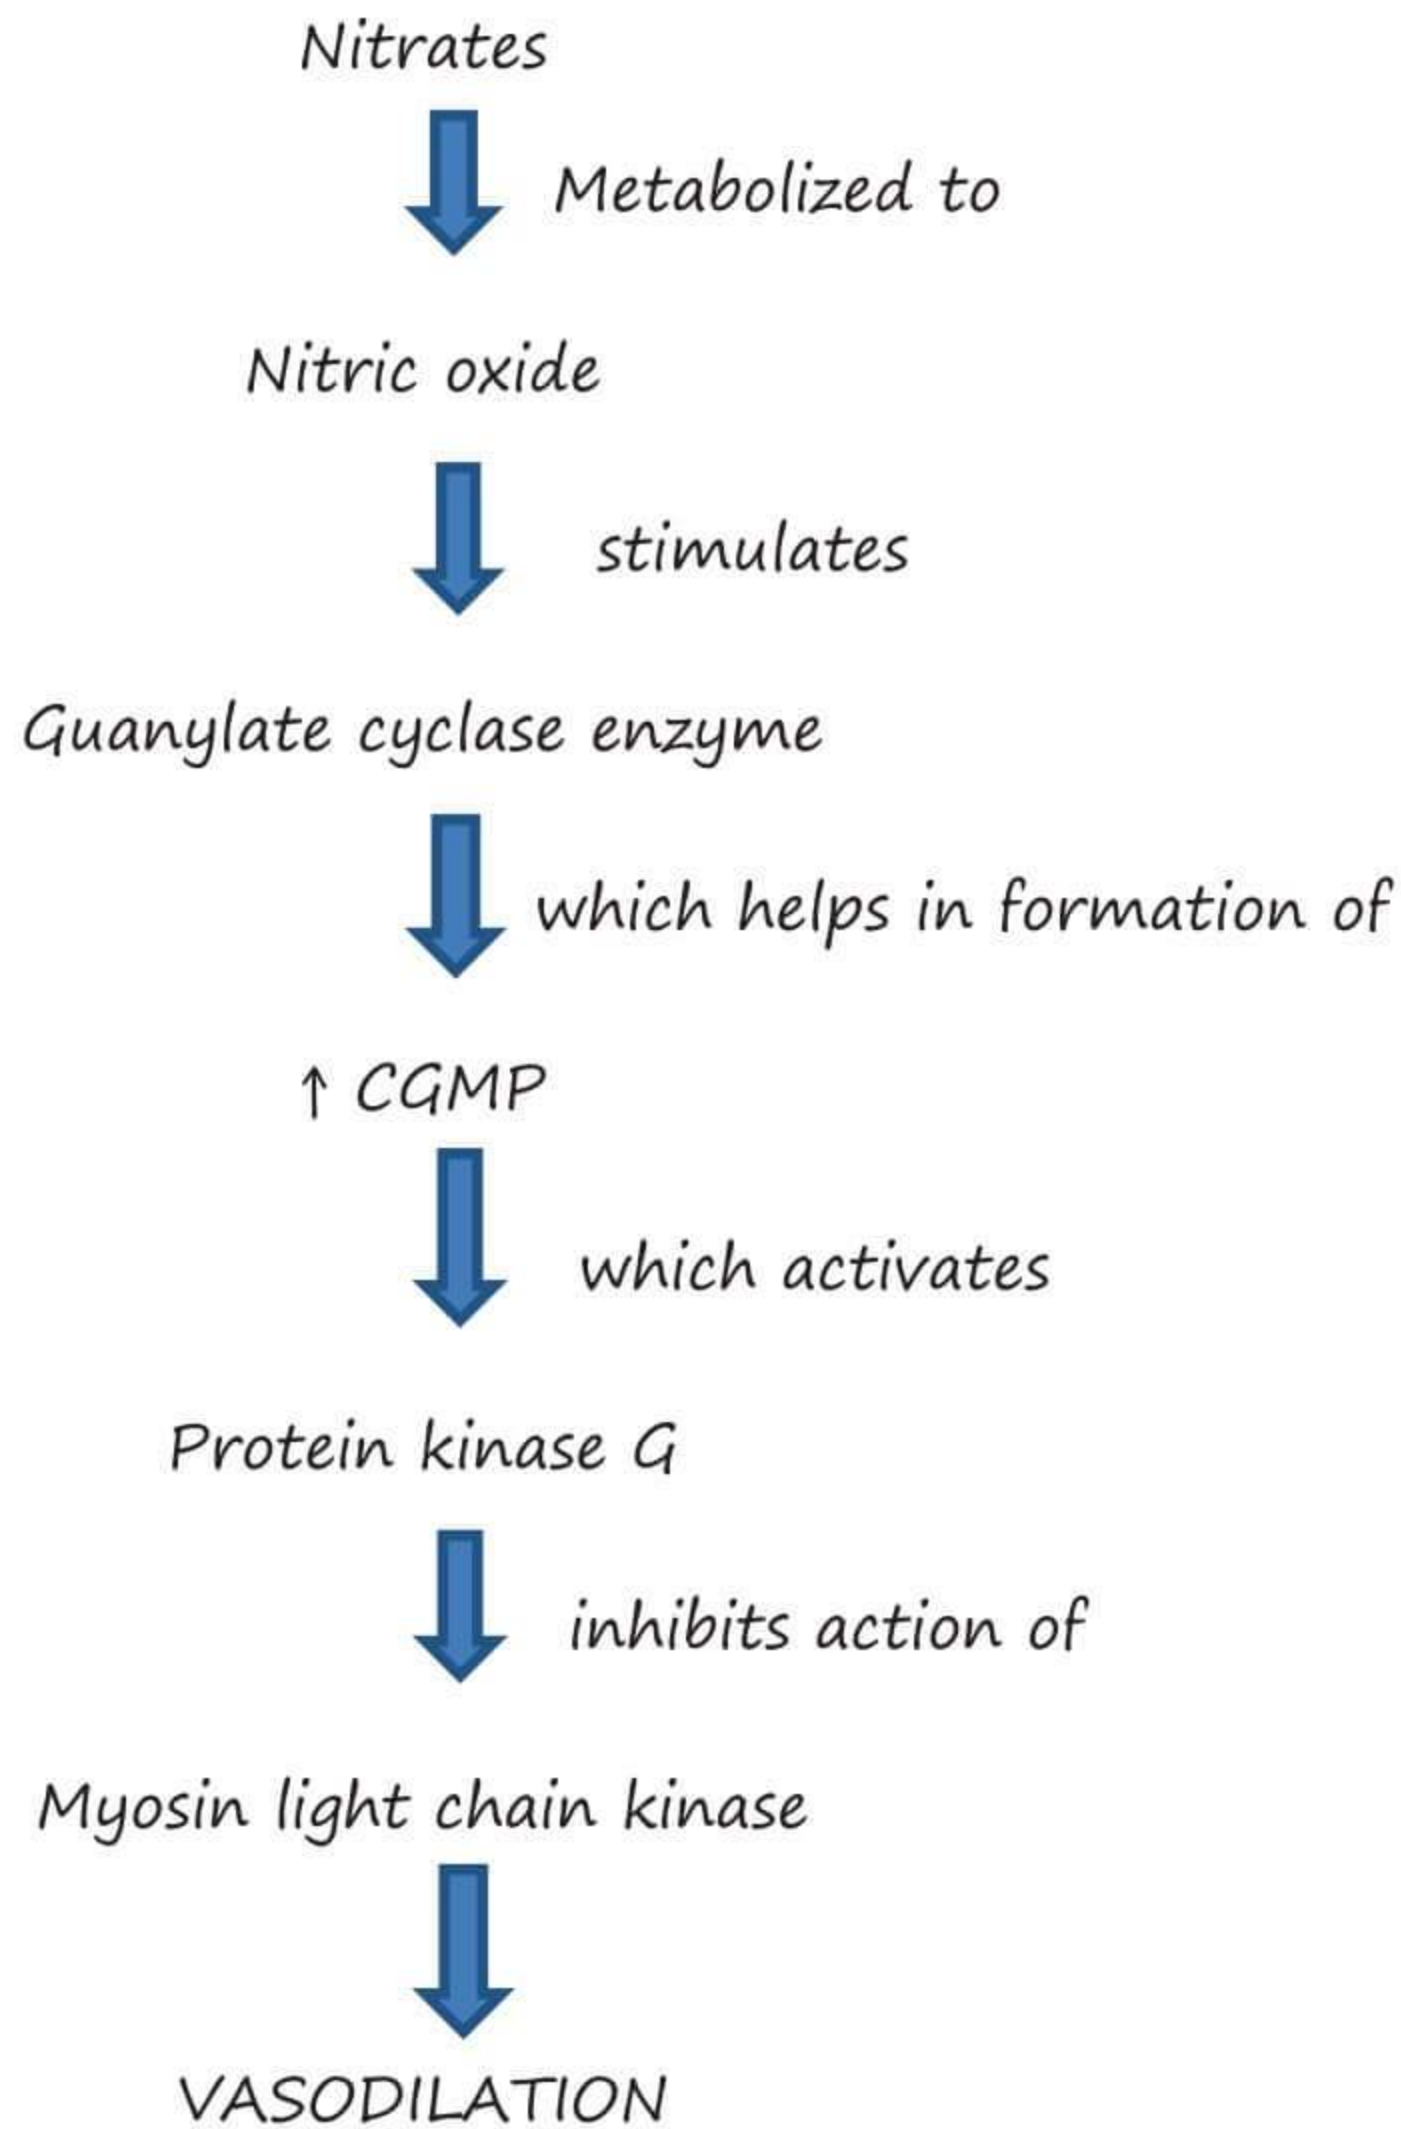 Nitrates
Metabolized to
Nitric oxide
stimulates
Guanylate cyclase enzyme
which helps in formation of
↑ CGMP
which activates
Protein kinase G
inhibits action of
Myosin light chain kinase
VASODILATION